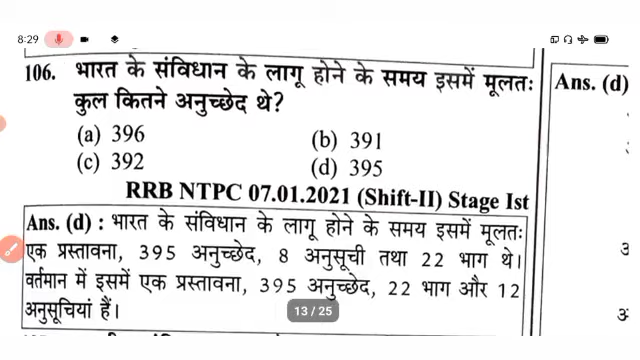 8:29
106. भारत के संविधान के लागू होने के समय इसमें मूलतः
कुल कितने अनुच्छेद थे?
(a) 396
(b) 391
(c) 392
(d) 395
RRB NTPC 07.01.2021 (Shift-II) Stage Ist
Ans. (d) : भारत के संविधान के लागू होने के समय इसमें मूलतः
एक प्रस्तावना, 395 अनुच्छेद, 8 अनुसूची तथा 22 भाग थे।
वर्तमान में इसमें एक प्रस्तावना, 395 अनुच्छेद, 22 भाग और 12
अनुसूचियां हैं।
13 / 25
Ans. (d)